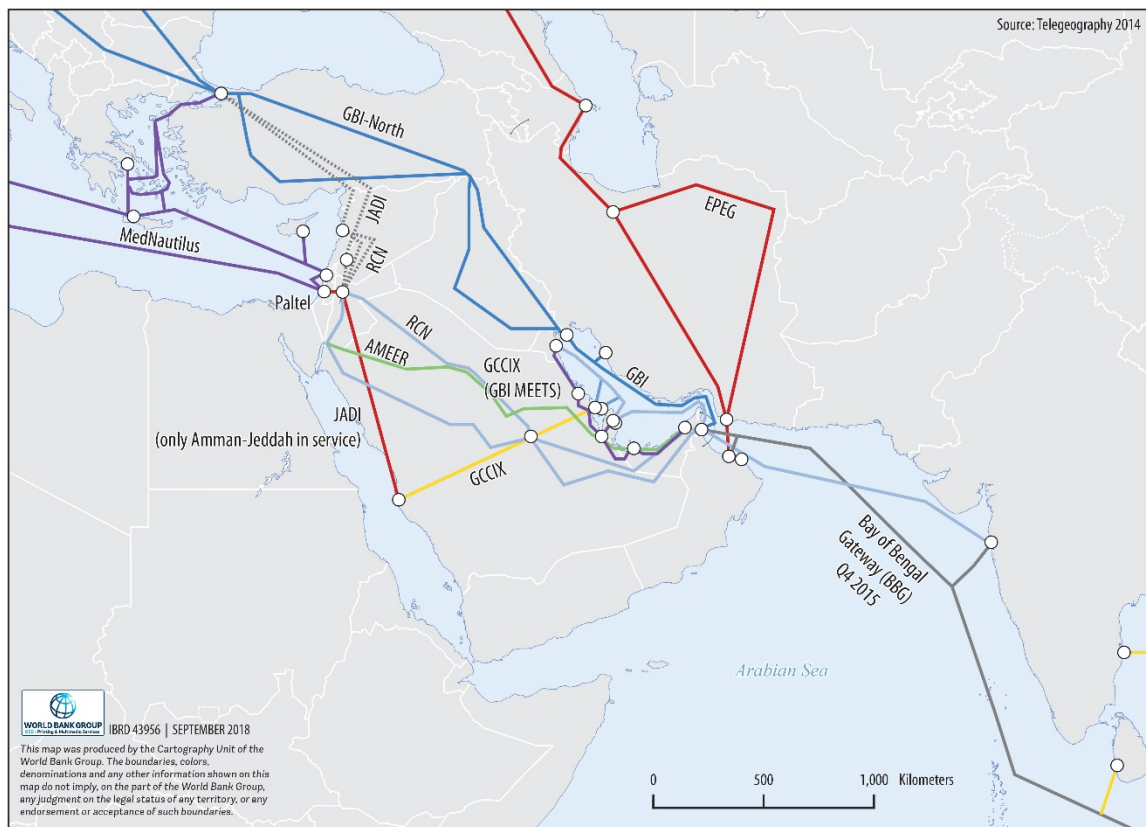 Source: Telegeography 2014
GBI-North
JADI
RCN
EPEG
MedNautilus
Paltel
RCN
AMEER
GCCIX
(GBI MEETS)
GBI
JADI
(only Amman-Jeddah in service)
GCCIX
Bay of Bengal
Gateway (BBG)
Q4 2015
Arabian Sea
WORLD BANK GROUP
GSD - Printing & Multimedia Services
IBRD 43956 | SEPTEMBER 2018
This map was produced by the Cartography Unit of the
World Bank Group. The boundaries, colors,
denominations and any other information shown on this
map do not imply, on the part of the World Bank Group,
any judgment on the legal status of any territory, or any
endorsement or acceptance of such boundaries.
0 500 1,000 Kilometers